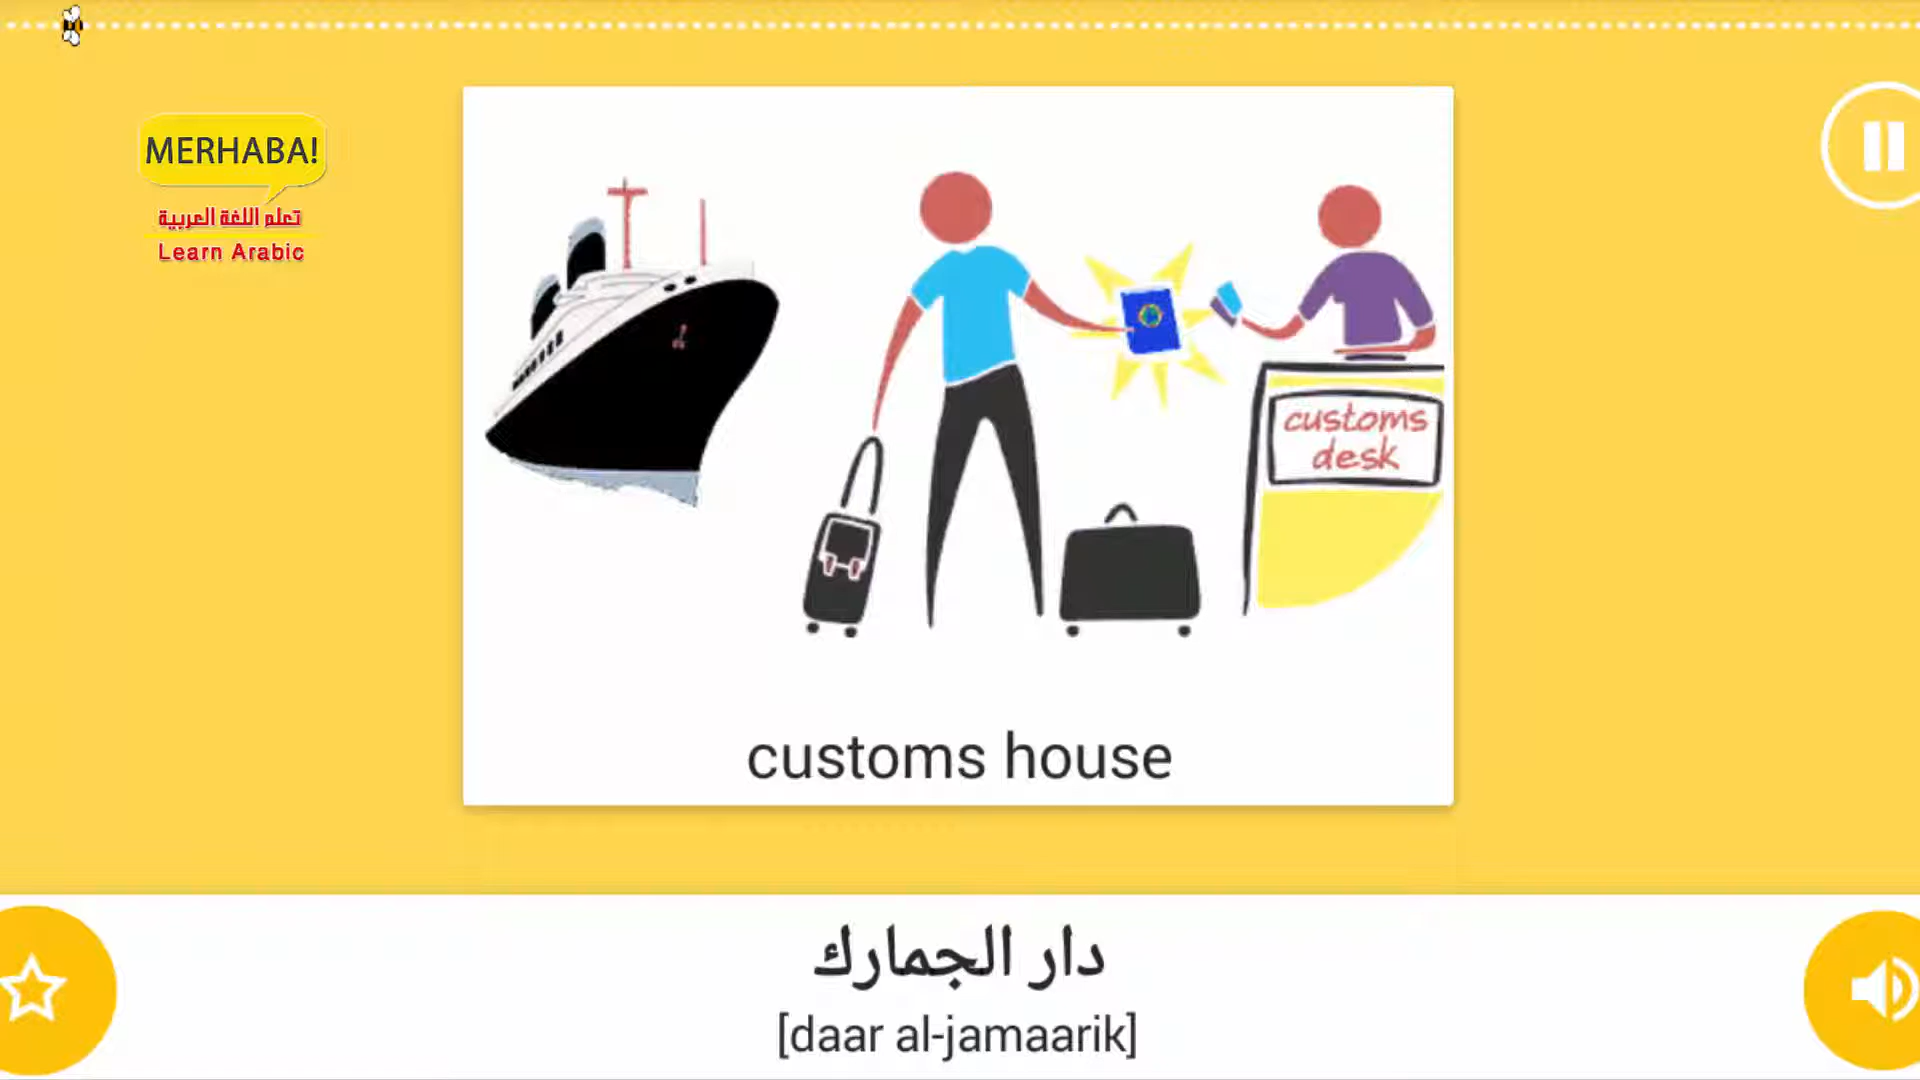 MERHABA!
تعلم اللغة العربية
Learn Arabic
customs
desk
customs house
دار الجمارك
[daar al-jamaarik]